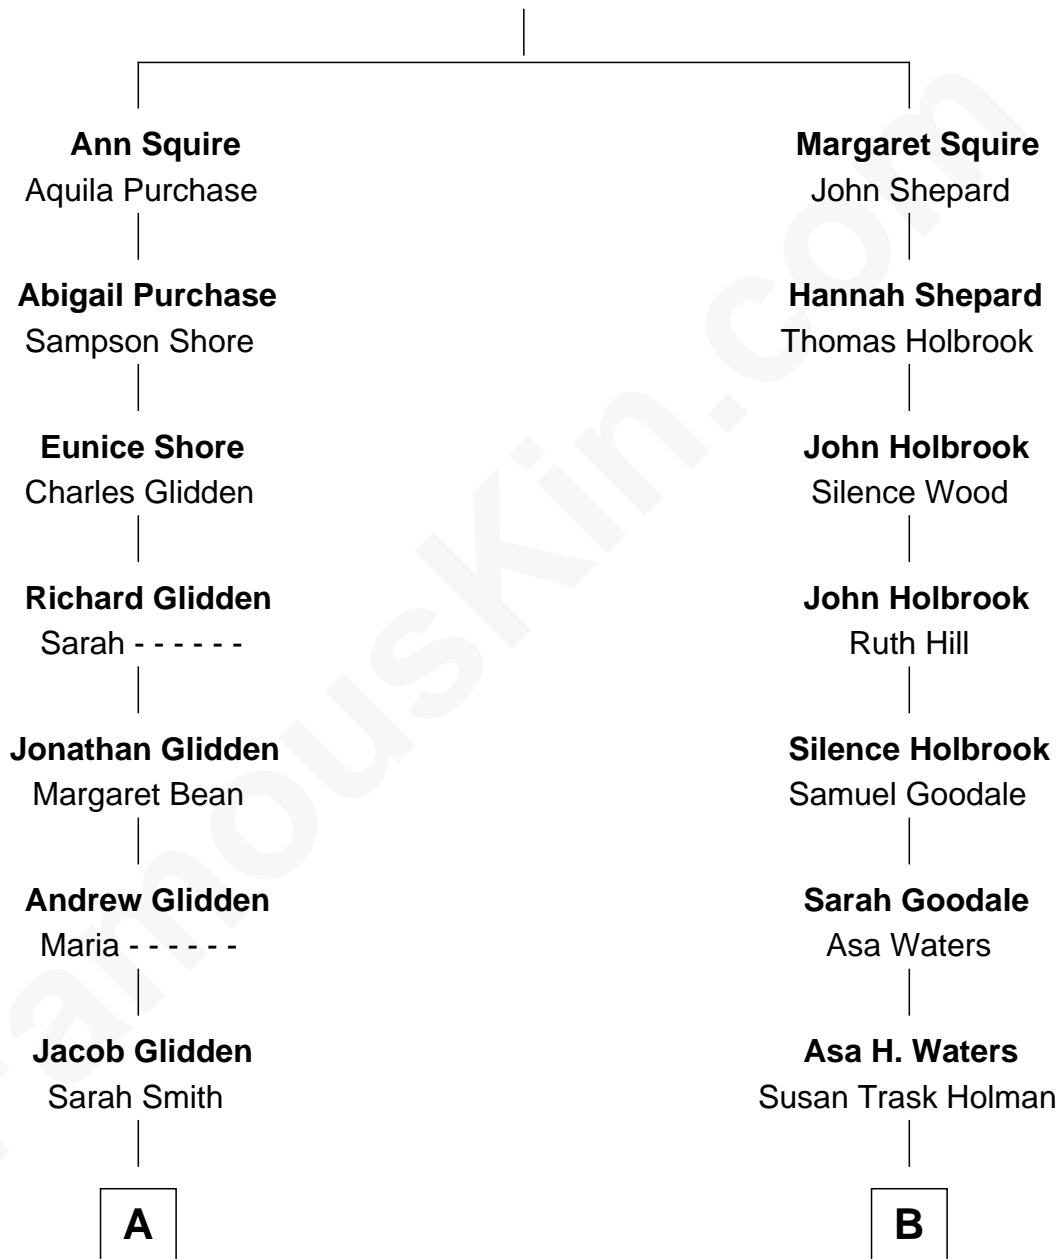 Ann Squire
Aquila Purchase
Abigail Purchase
Sampson Shore
Eunice Shore
Charles Glidden
Richard Glidden
Sarah - - - - - -
Jonathan Glidden
Margaret Bean
Andrew Glidden
Maria - - - - - -
Jacob Glidden
Sarah Smith
A
Margaret Squire
John Shepard
Hannah Shepard
Thomas Holbrook
John Holbrook
Silence Wood
John Holbrook
Ruth Hill
Silence Holbrook
Samuel Goodale
Sarah Goodale
Asa Waters
Asa H. Waters
Susan Trask Holman
B
FamousKin.com